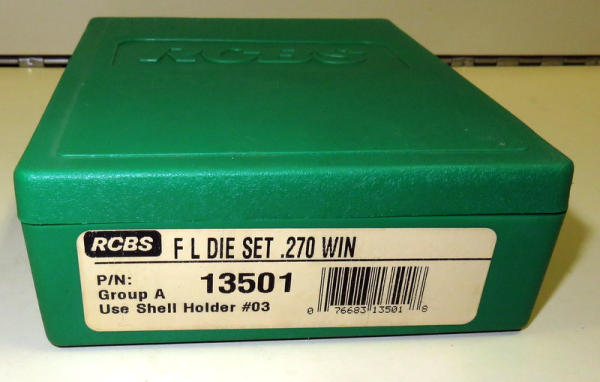 RCBS
RCBS F L DIE SET .270 WIN
P/N: 13501
Group A
Use Shell Holder #03
0 76683 13501 8